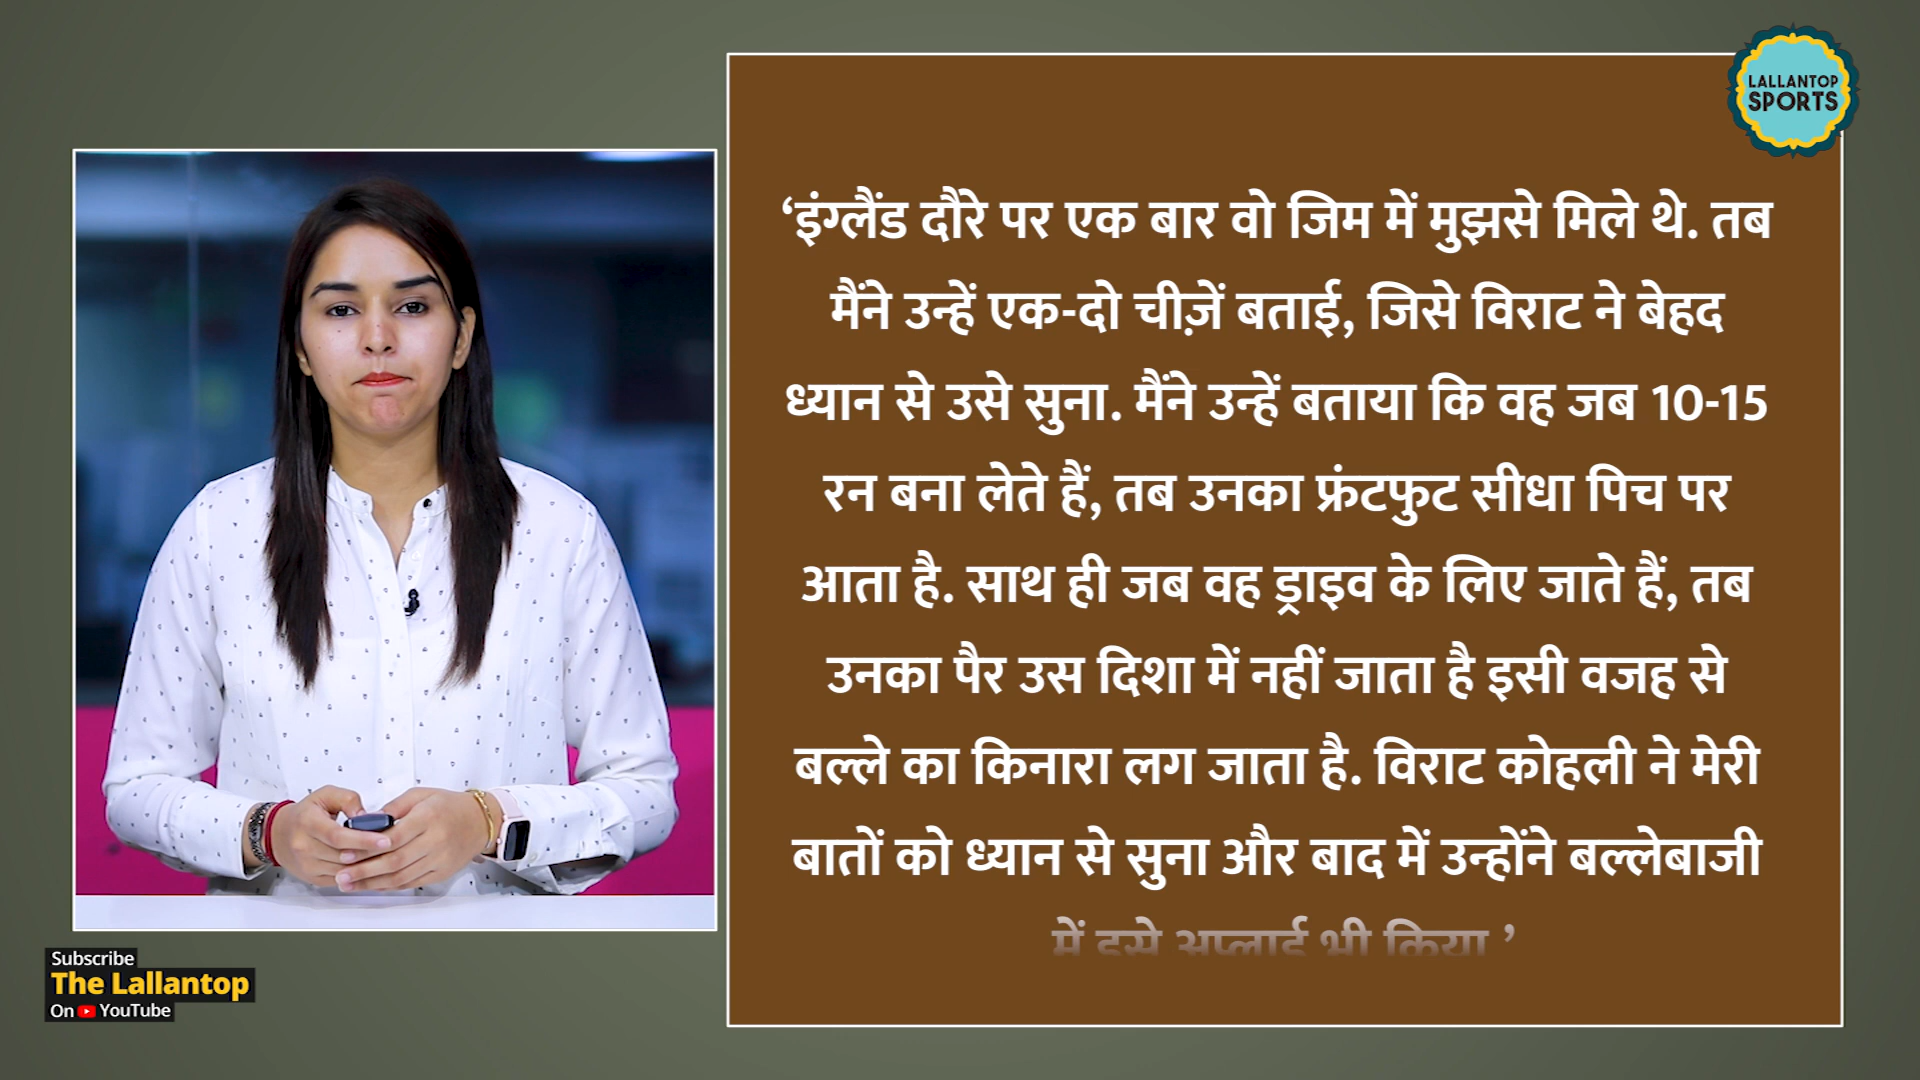 LALLANTOP
SPORTS
‘इंग्लैंड दौरे पर एक बार वो जिम में मुझसे मिले थे. तब
मैंने उन्हें एक-दो चीज़ें बताई, जिसे विराट ने बेहद
ध्यान से उसे सुना. मैंने उन्हें बताया कि वह जब 10-15
रन बना लेते हैं, तब उनका फ्रंटफुट सीधा पिच पर
आता है. साथ ही जब वह ड्राइव के लिए जाते हैं, तब
उनका पैर उस दिशा में नहीं जाता है इसी वजह से
बल्ले का किनारा लग जाता है. विराट कोहली ने मेरी
बातों को ध्यान से सुना और बाद में उन्होंने बल्लेबाजी
में इसे अप्लाई भी किया.’
Subscribe
The Lallantop
On YouTube